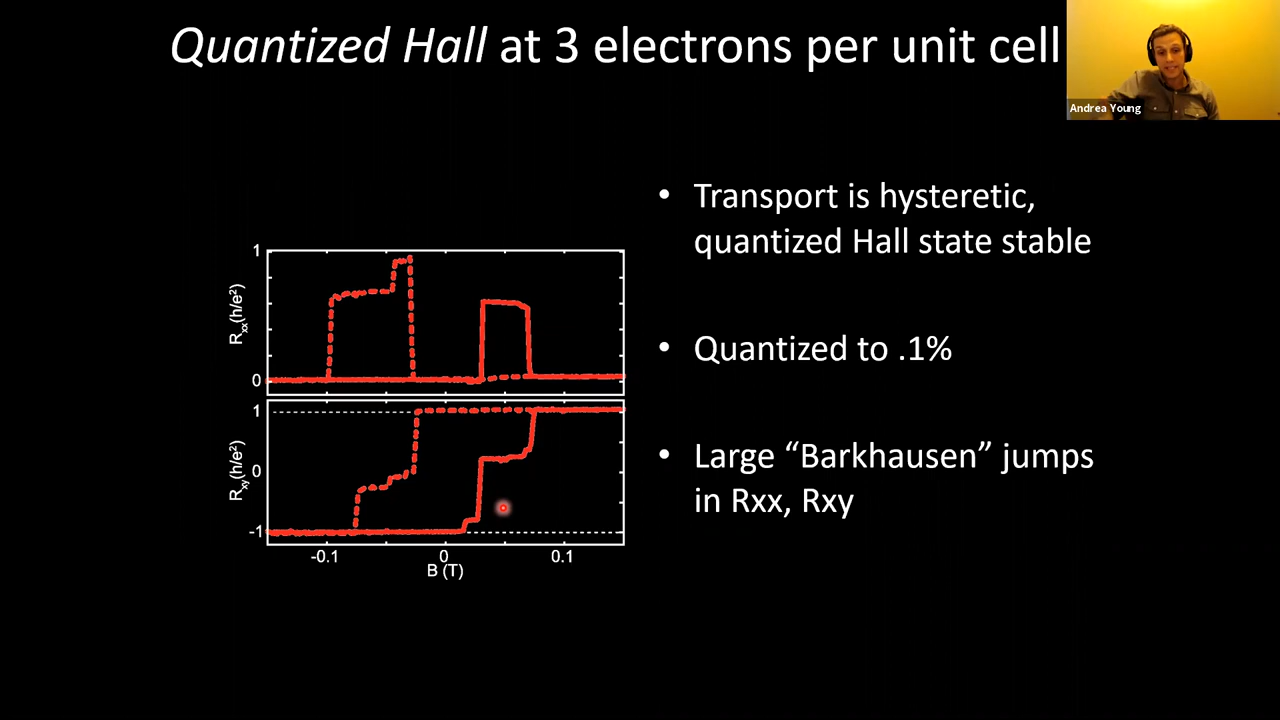 Quantized Hall at 3 electrons per unit cell
Andrea Young
• Transport is hysteretic,
quantized Hall state stable
• Quantized to .1%
• Large “Barkhausen” jumps
in Rxx, Rxy
1
Rxx(h/e²)
0
1
Rxy(h/e²)
0
-1
-0.1 0 0.1
B (T)